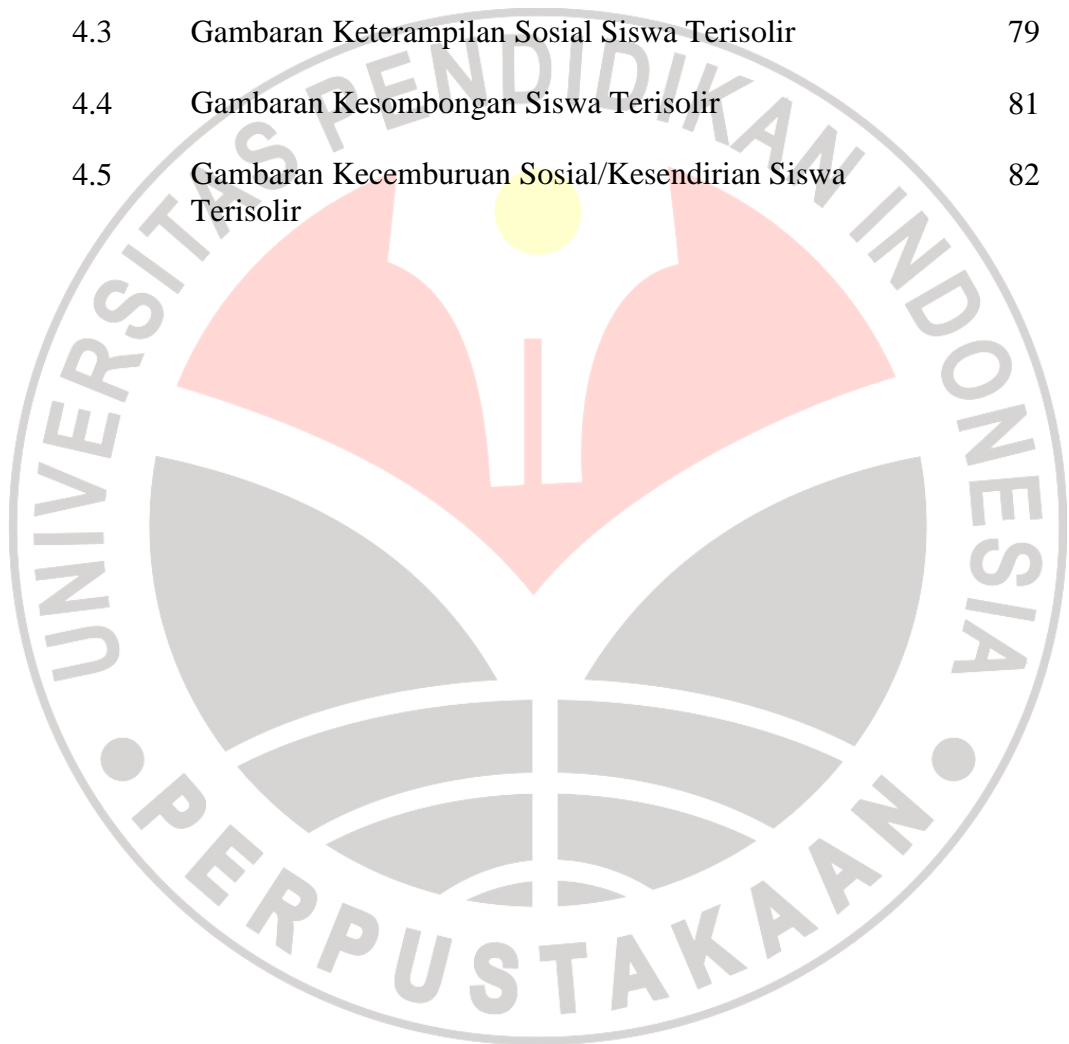 4.3 Gambaran Keterampilan Sosial Siswa Terisolir 79
4.4 Gambaran Kesombongan Siswa Terisolir 81
4.5 Gambaran Kecemburuan Sosial/Kesendirian Siswa 82
Terisolir
UNIVERSITAS PENDIDIKAN INDONESIA
PERPUSTAKAAN